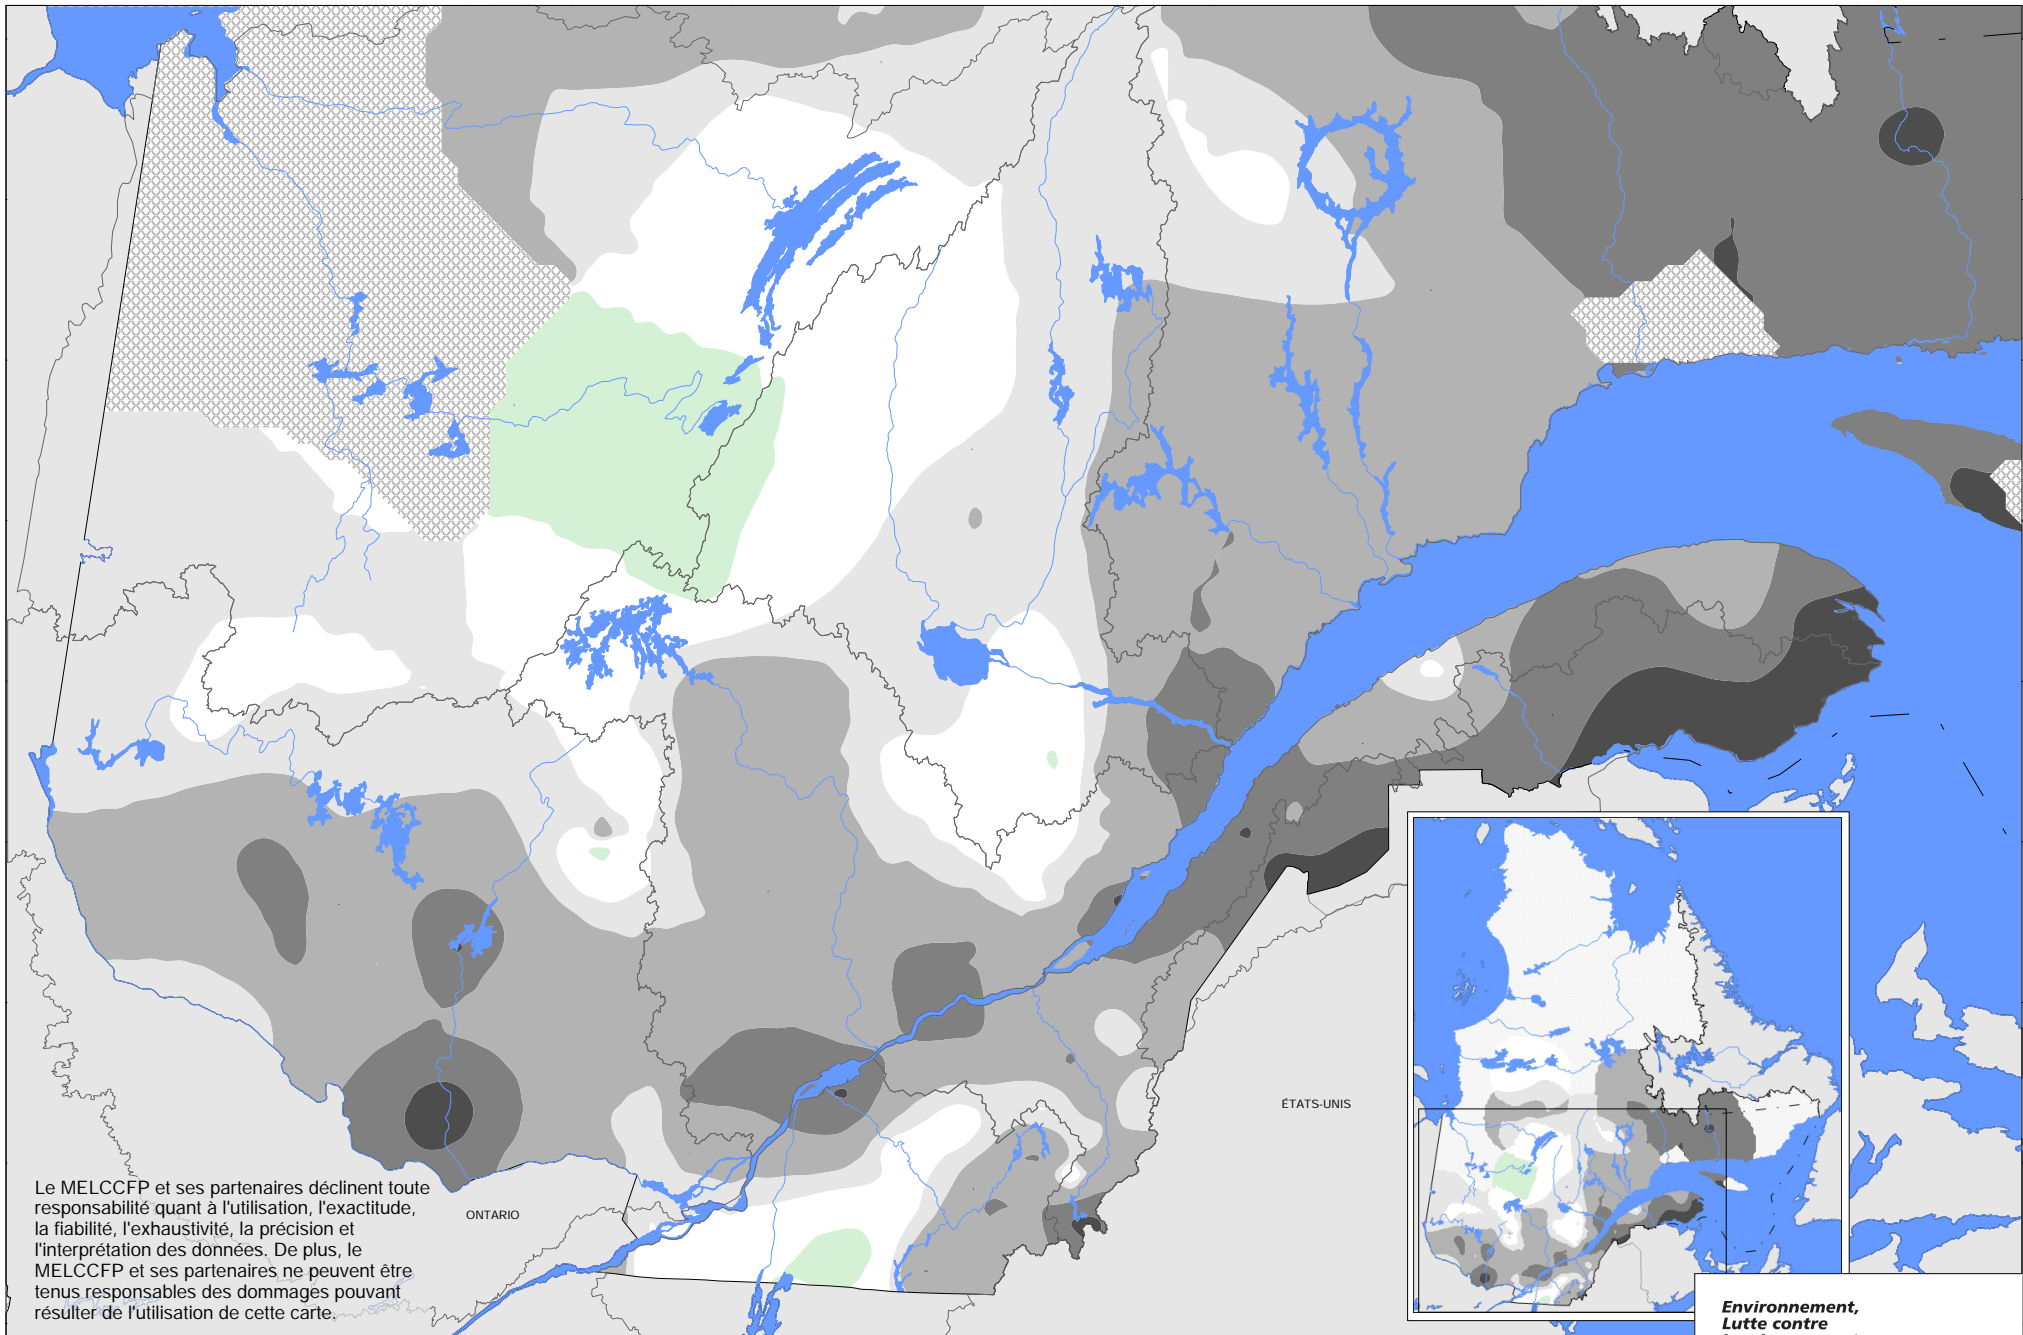 ÉTATS-UNIS
Le MELCCFP et ses partenaires déclinent toute
responsabilité quant à l'utilisation, l'exactitude,
la fiabilité, l'exhaustivité, la précision et
l'interprétation des données. De plus, le
MELCCFP et ses partenaires ne peuvent être
tenus responsables des dommages pouvant
résulter de l'utilisation de cette carte.
ONTARIO
Environnement,
Lutte contre